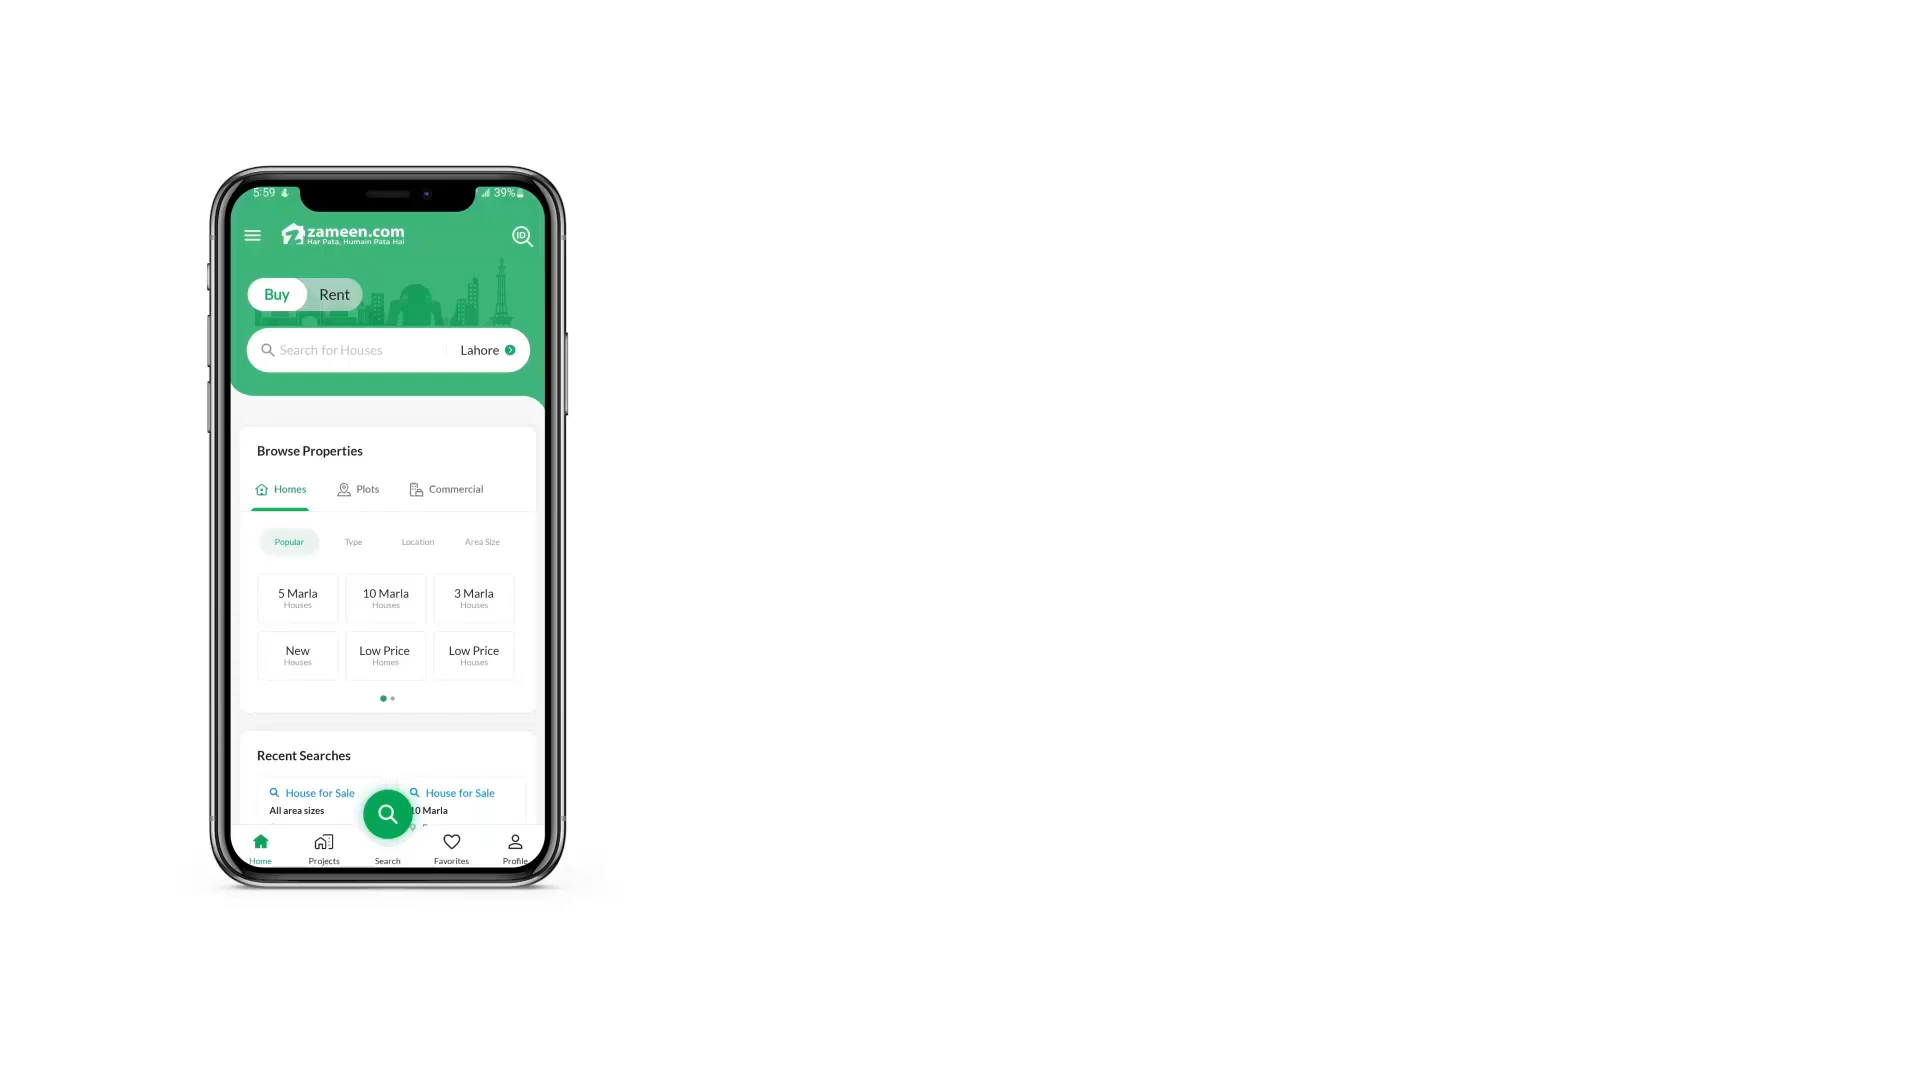 5:59
39%
zameen.com
Har Pata, Humain Pata Hai
ID
Buy Rent
Search for Houses Lahore
Browse Properties
Homes Plots Commercial
Popular Type Location Area Size
5 Marla 10 Marla 3 Marla
Houses Houses Houses
New Low Price Low Price
Houses Homes Houses
Recent Searches
House for Sale House for Sale
All area sizes 10 Marla
Home Projects Search Favorites Profile